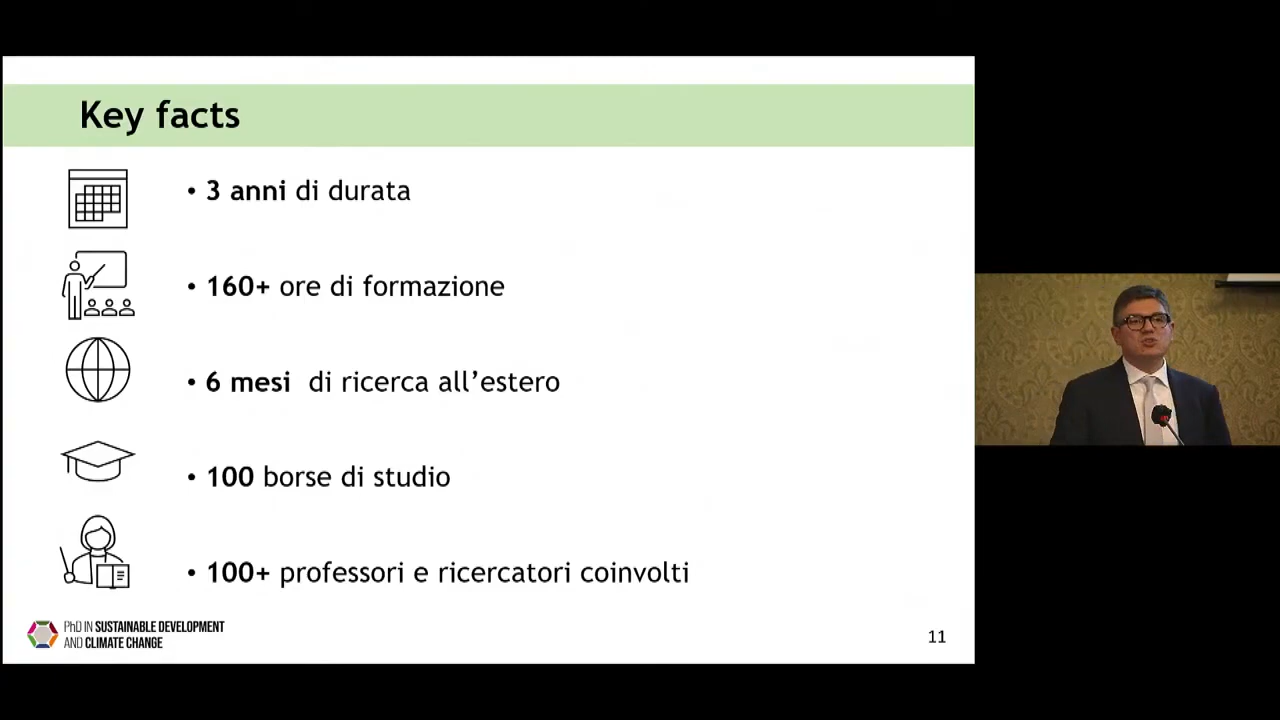 Key facts
• 3 anni di durata
• 160+ ore di formazione
• 6 mesi di ricerca all’estero
• 100 borse di studio
• 100+ professori e ricercatori coinvolti
PhD IN SUSTAINABLE DEVELOPMENT
AND CLIMATE CHANGE
11